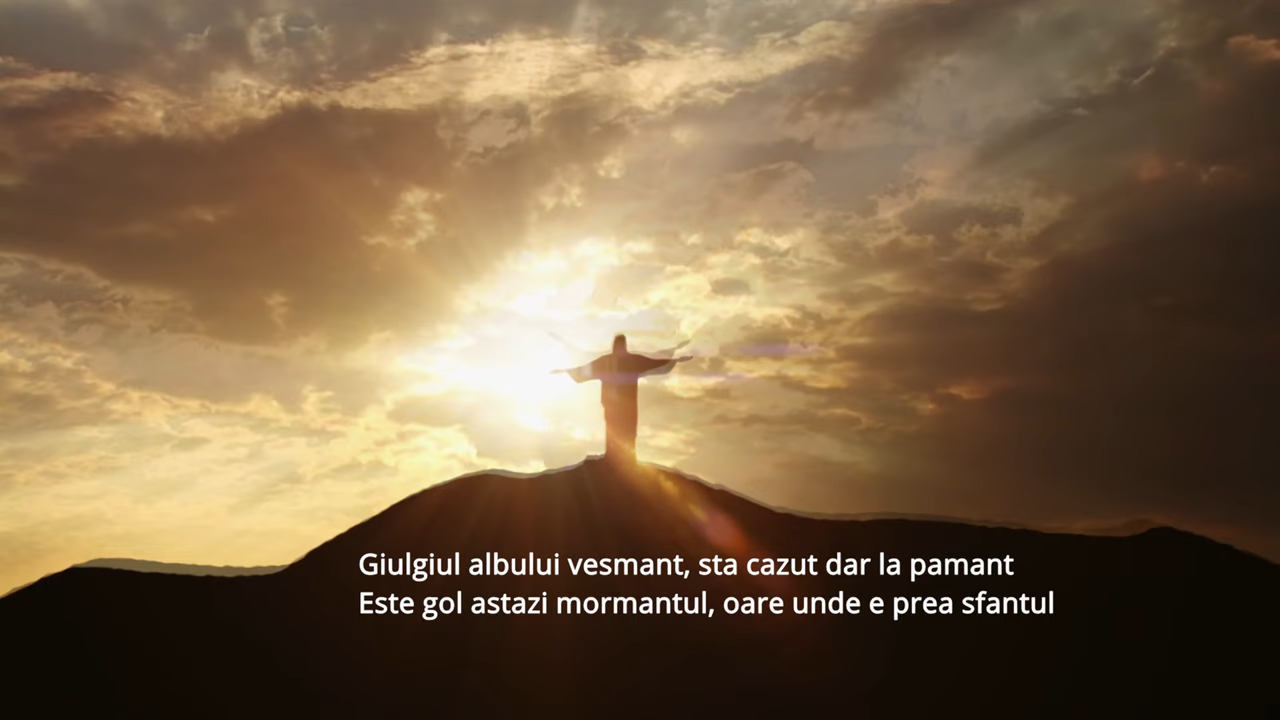 Giulgiul albului vesmant, sta cazut dar la pamant
Este gol astazi mormantul, oare unde e prea sfantul